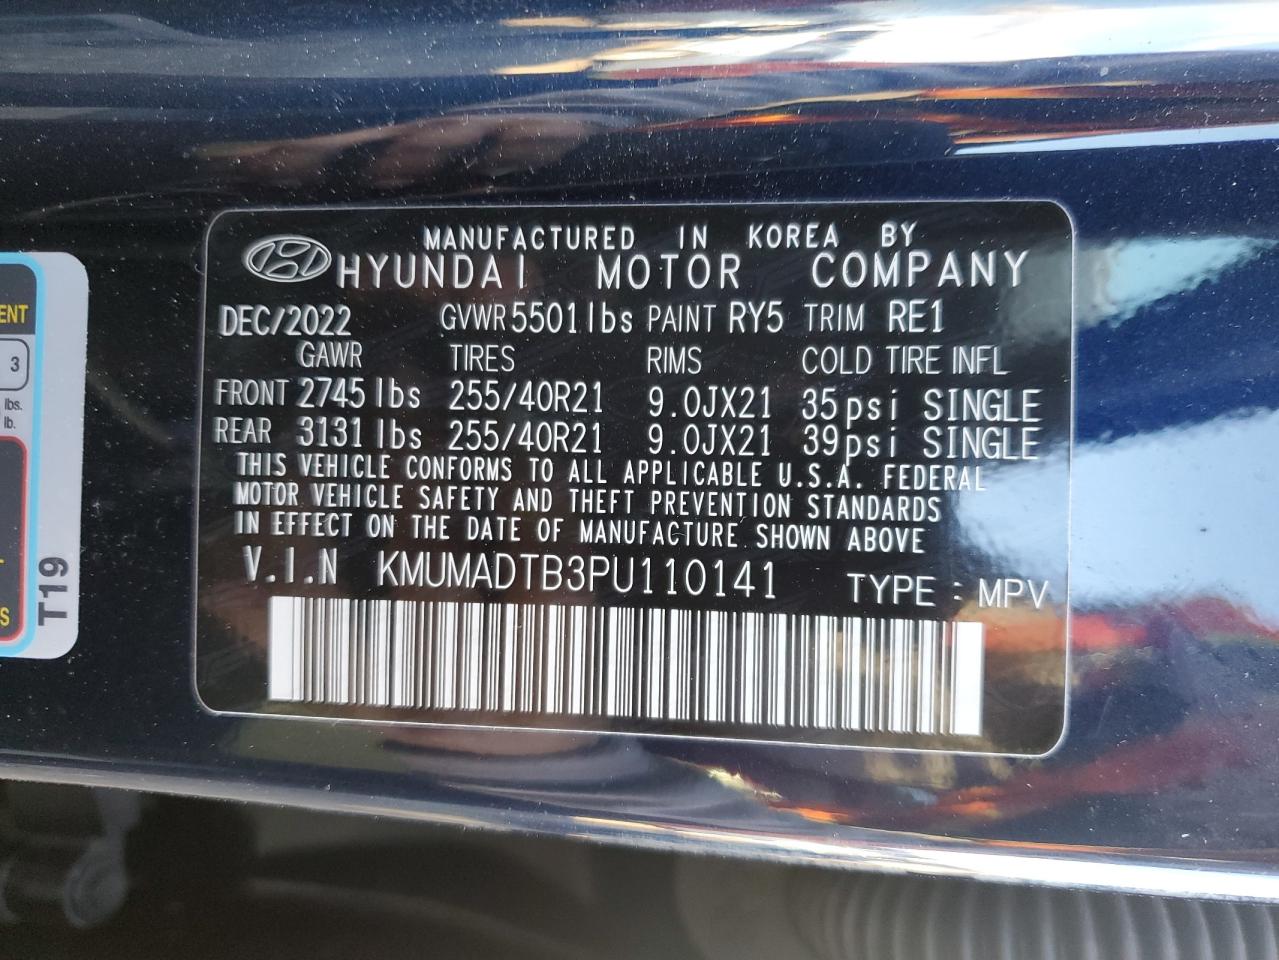 MANUFACTURED IN KOREA BY
HYUNDAI MOTOR COMPANY
DEC/2022 GVWR 5501 lbs PAINT RY5 TRIM RE1
GAWR TIRES RIMS COLD TIRE INFL
FRONT 2745 lbs 255/40R21 9.0JX21 35psi SINGLE
REAR 3131 lbs 255/40R21 9.0JX21 39psi SINGLE
THIS VEHICLE CONFORMS TO ALL APPLICABLE U.S.A. FEDERAL
MOTOR VEHICLE SAFETY AND THEFT PREVENTION STANDARDS
IN EFFECT ON THE DATE OF MANUFACTURE SHOWN ABOVE
V.I.N KMUMADTB3PU110141 TYPE : MPV
3
lbs.
lb.
T19